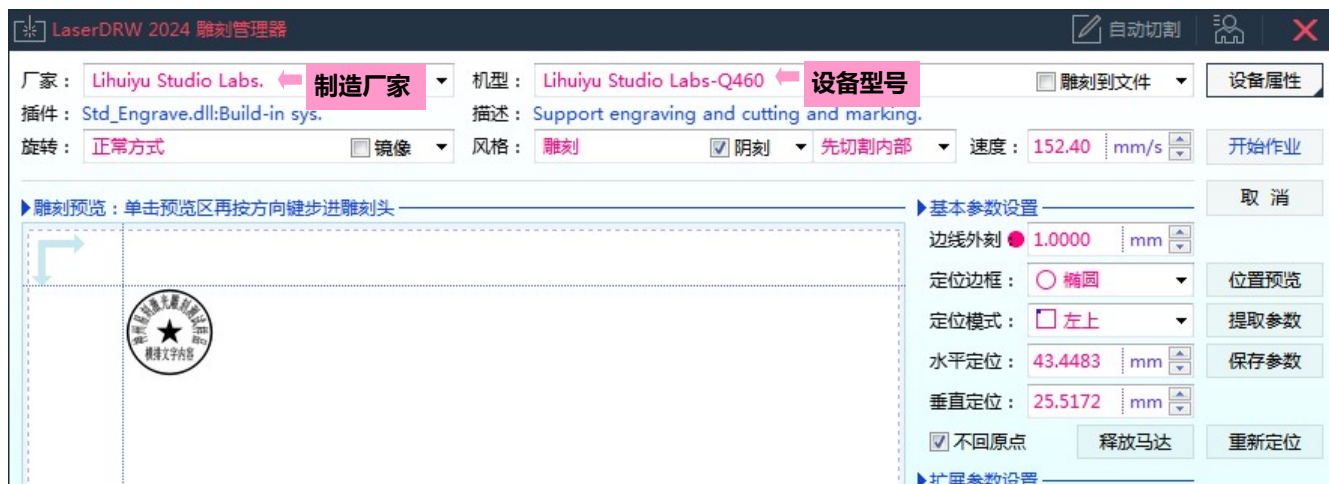 LaserDRW 2024 雕刻管理器 自动切割
厂家： Lihuiyu Studio Labs. 制造厂家 机型： Lihuiyu Studio Labs-Q460 设备型号 雕刻到文件 设备属性
插件： Std_Engrave.dll:Build-in sys. 描述： Support engraving and cutting and marking.
旋转： 正常方式 镜像 风格： 雕刻 阴刻 先切割内部 速度： 152.40 mm/s 开始作业
取 消
雕刻预览：单击预览区再按方向键步进雕刻头 基本参数设置
边线外刻 1.0000 mm
定位边框： 椭圆 位置预览
定位模式： 左上 提取参数
水平定位： 43.4483 mm 保存参数
垂直定位： 25.5172 mm
不回原点 释放马达 重新定位
扩展参数设置
横排文字内容